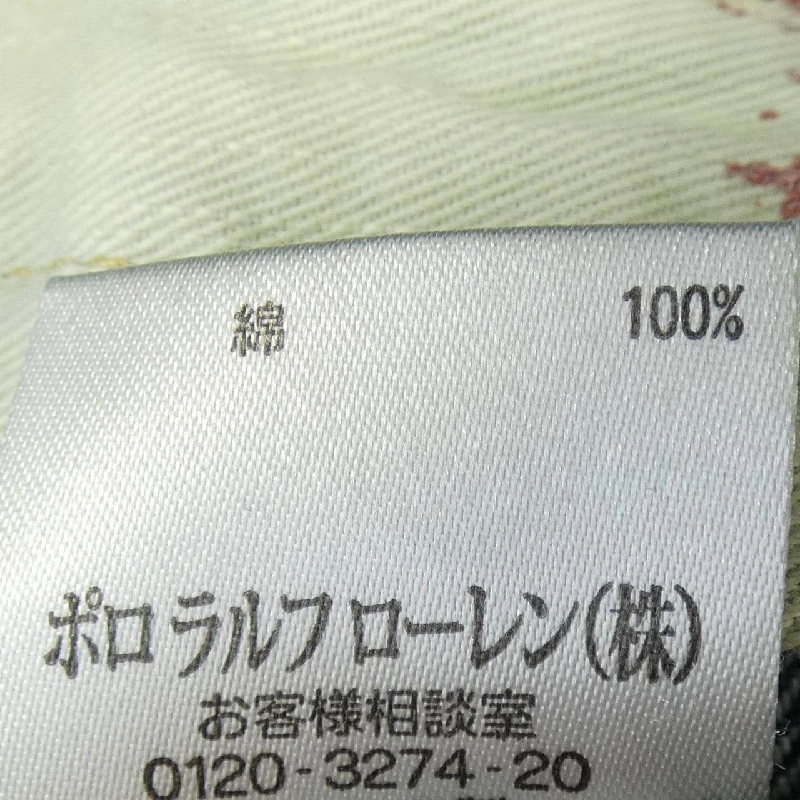 綿 100%
ポロ ラルフ ローレン(株)
お客様相談室
0120-3274-20